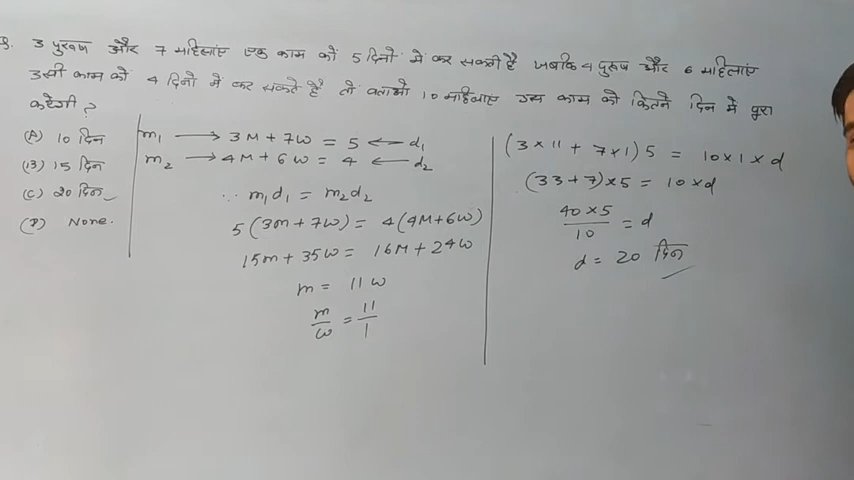 Q. 3 पुरुष और 7 महिलाएं एक काम को 5 दिनों में कर सकती है जबकि 4 पुरूष और 6 महिलाएं
उसी काम को 4 दिनों में कर सकते है तो बताओ 10 महिलाएं उस काम को कितने दिन में पुरा
करेगी ?
(A) 10 दिन
(B) 15 दिन
(C) 20 दिन
(D) None.
m₁ → 3M + 7W = 5 ← d₁
m₂ → 4M + 6W = 4 ← d₂
∵ m₁d₁ = m₂d₂
5(3m+7W) = 4(4M+6W)
15m + 35W = 16M + 24W
m = 11W
m/W = 11/1
(3×11 + 7×1)5 = 10×1×d
(33+7)×5 = 10×d
40×5/10 = d
d = 20 दिन